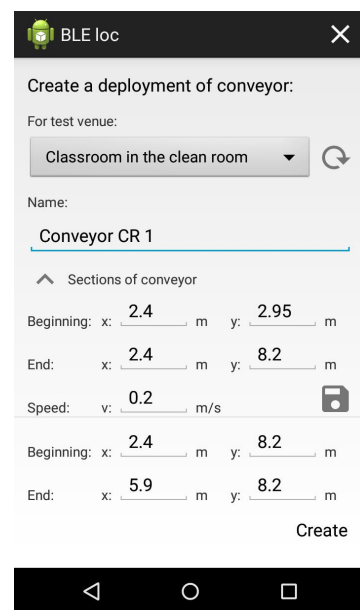 BLE loc
Create a deployment of conveyor:
For test venue:
Classroom in the clean room
Name:
Conveyor CR 1
Sections of conveyor
Beginning: x: 2.4 m y: 2.95 m
End: x: 2.4 m y: 8.2 m
Speed: v: 0.2 m/s
Beginning: x: 2.4 m y: 8.2 m
End: x: 5.9 m y: 8.2 m
Create